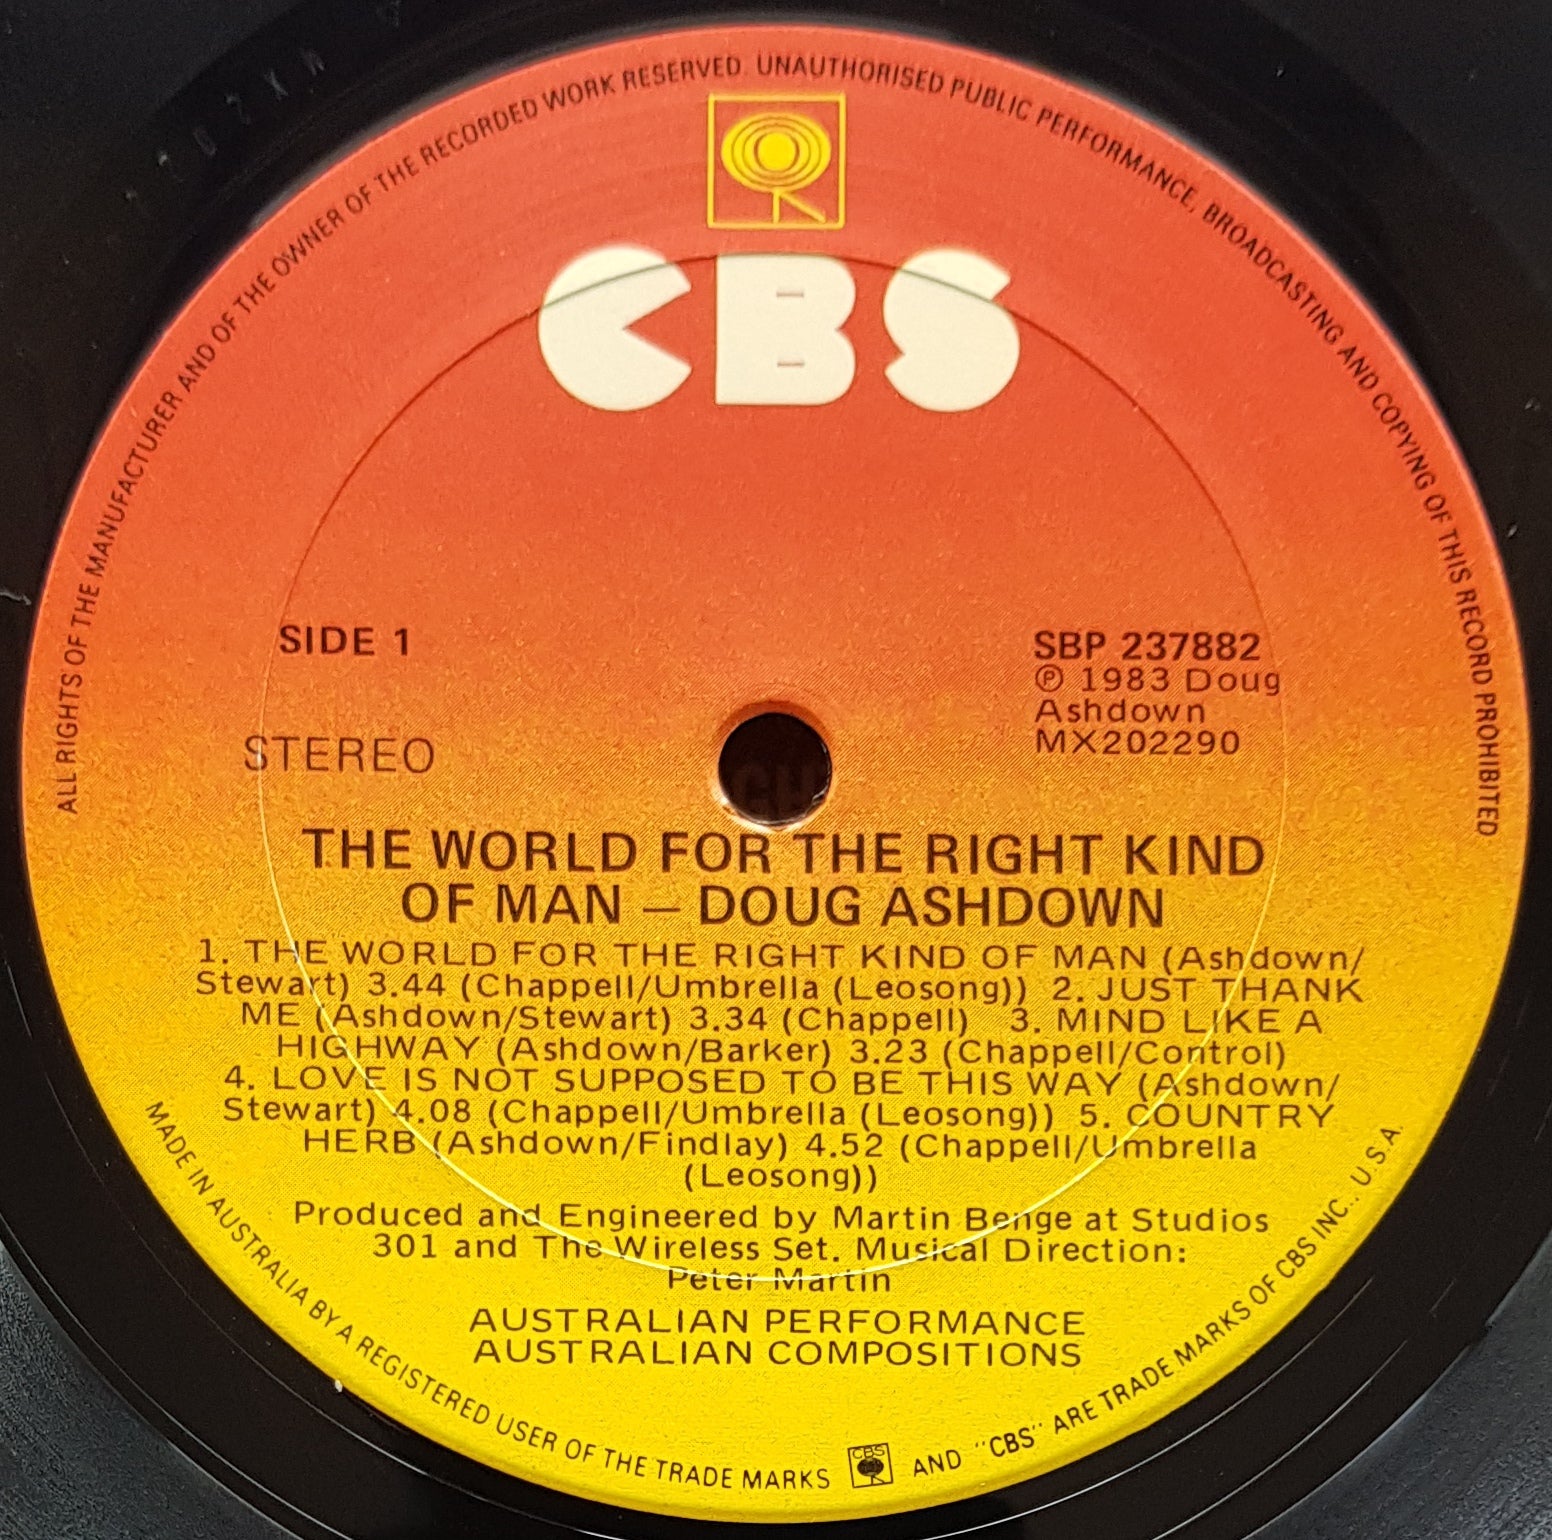 ALL RIGHTS OF THE MANUFACTURER AND OF THE OWNER OF THE RECORDED WORK RESERVED. UNAUTHORISED PUBLIC PERFORMANCE, BROADCASTING AND COPYING OF THIS RECORD PROHIBITED
CBS
SIDE 1
STEREO
SBP 237882
℗ 1983 Doug
Ashdown
MX202290
THE WORLD FOR THE RIGHT KIND
OF MAN – DOUG ASHDOWN
1. THE WORLD FOR THE RIGHT KIND OF MAN (Ashdown/
Stewart) 3.44 (Chappell/Umbrella (Leosong)) 2. JUST THANK
ME (Ashdown/Stewart) 3.34 (Chappell) 3. MIND LIKE A
HIGHWAY (Ashdown/Barker) 3.23 (Chappell/Control)
4. LOVE IS NOT SUPPOSED TO BE THIS WAY (Ashdown/
Stewart) 4.08 (Chappell/Umbrella (Leosong)) 5. COUNTRY
HERB (Ashdown/Findlay) 4.52 (Chappell/Umbrella
(Leosong))
Produced and Engineered by Martin Benge at Studios
301 and The Wireless Set. Musical Direction:
Peter Martin
AUSTRALIAN PERFORMANCE
AUSTRALIAN COMPOSITIONS
MADE IN AUSTRALIA BY A REGISTERED USER OF THE TRADE MARKS CBS AND "CBS" ARE TRADE MARKS OF CBS INC., U.S.A.